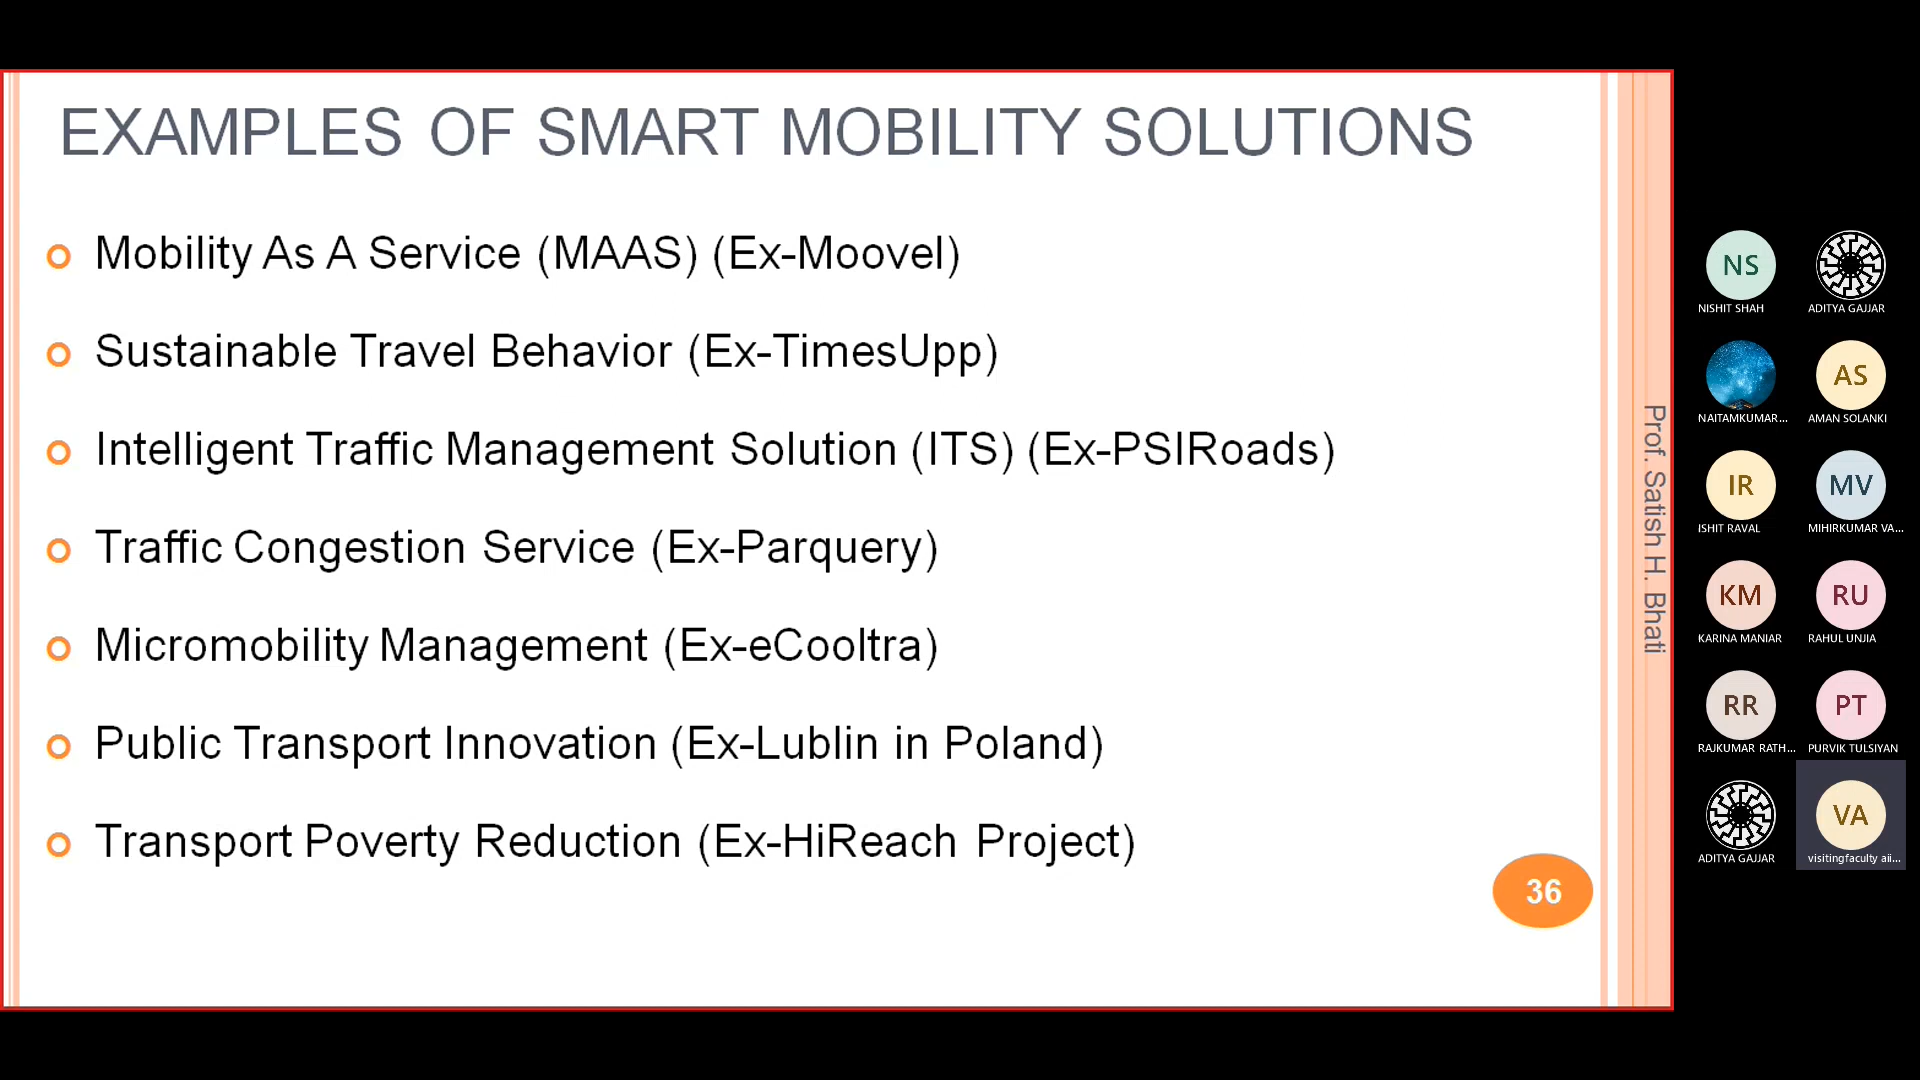 EXAMPLES OF SMART MOBILITY SOLUTIONS
Mobility As A Service (MAAS) (Ex-Moovel)
Sustainable Travel Behavior (Ex-TimesUpp)
Intelligent Traffic Management Solution (ITS) (Ex-PSIRoads)
Traffic Congestion Service (Ex-Parquery)
Micromobility Management (Ex-eCooltra)
Public Transport Innovation (Ex-Lublin in Poland)
Transport Poverty Reduction (Ex-HiReach Project)
36
Prof. Satish H. Bhati
NS
NISHIT SHAH
ADITYA GAJJAR
NAITAMKUMAR...
AS
AMAN SOLANKI
IR
ISHIT RAVAL
MV
MIHIRKUMAR VA...
KM
KARINA MANIAR
RU
RAHUL UNJIA
RR
RAJKUMAR RATH...
PT
PURVIK TULSIYAN
ADITYA GAJJAR
VA
visitingfaculty aii...